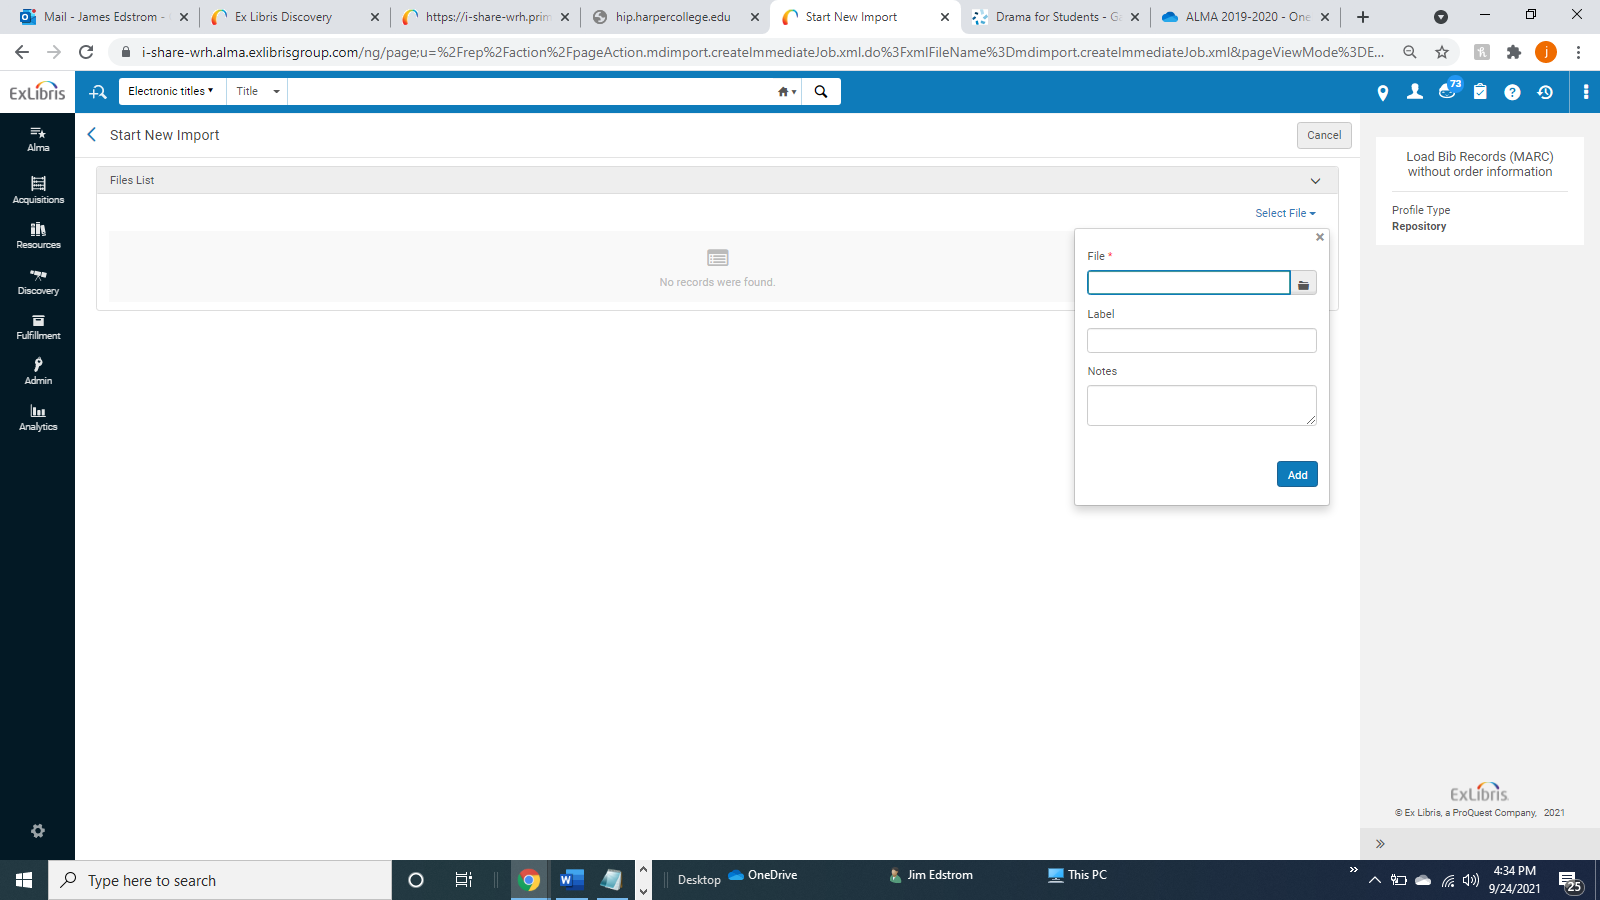 Mail - James Edstrom -
Ex Libris Discovery
https://i-share-wrh.prim
hip.harpercollege.edu
Start New Import
Drama for Students - Ga
ALMA 2019-2020 - One
i-share-wrh.alma.exlibrisgroup.com/ng/page;u=%2Frep%2Faction%2FpageAction.mdimport.createImmediateJob.xml.do%3FxmlFileName%3Dmdimport.createImmediateJob.xml&pageViewMode%3DE...
j
ExLibris
Electronic titles
Title
73
Alma
Acquisitions
Resources
Discovery
Fulfillment
Admin
Analytics
Start New Import
Cancel
Files List
Select File
No records were found.
File *
Label
Notes
Add
Load Bib Records (MARC)
without order information
Profile Type
Repository
ExLibris
© Ex Libris, a ProQuest Company, 2021
Type here to search
Desktop
OneDrive
Jim Edstrom
This PC
4:34 PM
9/24/2021
25